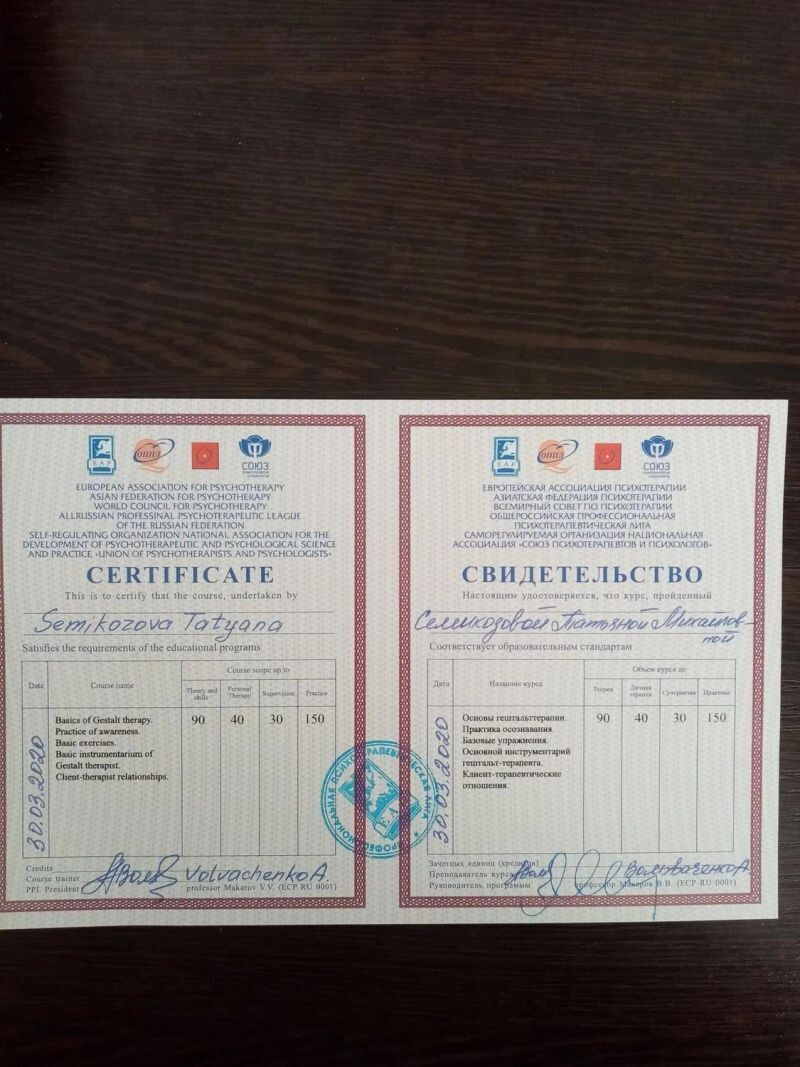 EAP
ОППЛ
СОЮЗ
EUROPEAN ASSOCIATION FOR PSYCHOTHERAPY
ASIAN FEDERATION FOR PSYCHOTHERAPY
WORLD COUNCIL FOR PSYCHOTHERAPY
ALLRUSSIAN PROFESSINAL PSYCHOTERAPEUTIC LEAGUE
OF THE RUSSIAN FEDERATION
SELF-REGULATING ORGANIZATION NATIONAL ASSOCIATION FOR THE
DEVELOPMENT OF PSYCHOTHERAPEUTIC AND PSYCHOLOGICAL SCIENCE
AND PRACTICE «UNION OF PSYCHOTHERAPISTS AND PSYCHOLOGISTS»
CERTIFICATE
This is to certify that the course, undertaken by
Semikozova Tatyana
Satisfies the requirements of the educational programs
Date
Course name
Course scope up to
Theory and skills
Personal Therapy
Supervision
Practice
30.03.2020
Basics of Gestalt therapy.
Practice of awareness.
Basic exercises.
Basic instrumentarium of
Gestalt therapist.
Client-therapist relationships.
90 40 30 150
Credits
Course trainer Volvachenko A.
PPL President professor Makarov V.V. (ECP RU 0001)
EAP
ОППЛ
СОЮЗ
ЕВРОПЕЙСКАЯ АССОЦИАЦИЯ ПСИХОТЕРАПИИ
АЗИАТСКАЯ ФЕДЕРАЦИЯ ПСИХОТЕРАПИИ
ВСЕМИРНЫЙ СОВЕТ ПО ПСИХОТЕРАПИИ
ОБЩЕРОССИЙСКАЯ ПРОФЕССИОНАЛЬНАЯ
ПСИХОТЕРАПЕВТИЧЕСКАЯ ЛИГА
САМОРЕГУЛИРУЕМАЯ ОРГАНИЗАЦИЯ НАЦИОНАЛЬНАЯ
АССОЦИАЦИЯ «СОЮЗ ПСИХОТЕРАПЕВТОВ И ПСИХОЛОГОВ»
СВИДЕТЕЛЬСТВО
Настоящим удостоверяется, что курс, пройденный
Семикозовой Татьяной Михайлов-
ной
Соответствует образовательным стандартам
Дата
Название курса
Объем курса до
Теория
Личная терапия
Супервизия
Практика
30.03.2020
Основы гештальттерапии.
Практика осознавания.
Базовые упражнения.
Основной инструментарий
гештальт-терапевта.
Клиент-терапевтические
отношения.
90 40 30 150
Зачетных единиц (кредитов)
Преподаватель курса Вольваченко А.
Руководитель программы профессор Макаров В.В. (ECP RU 0001)